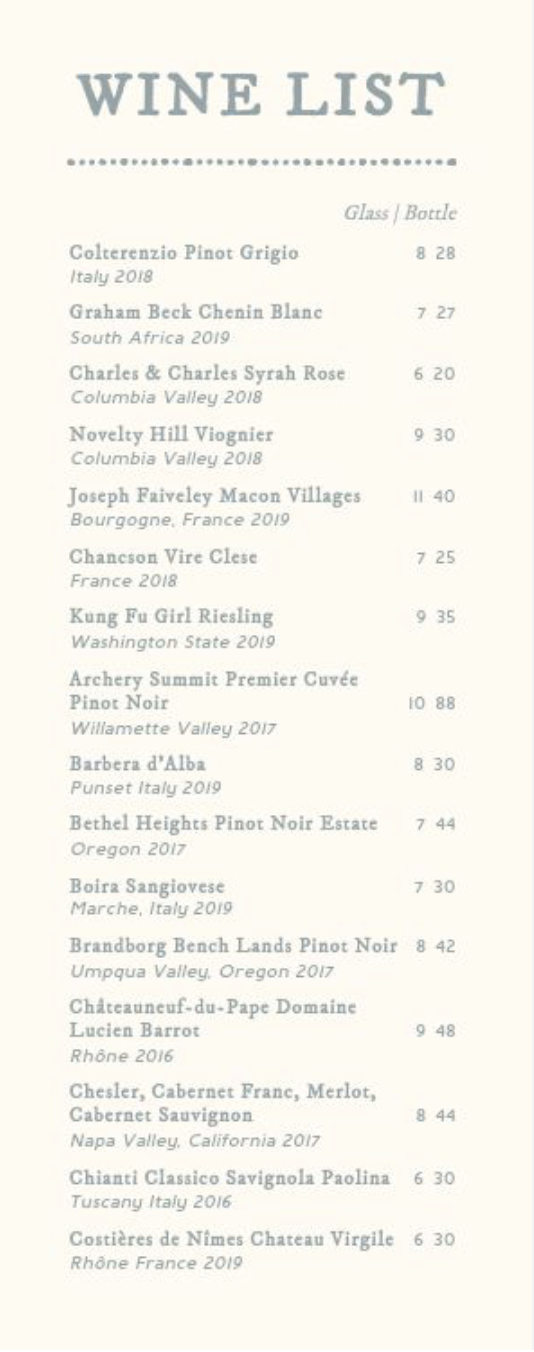 WINE LIST
Glass | Bottle
Colterenzio Pinot Grigio 8 28
Italy 2018
Graham Beck Chenin Blanc 7 27
South Africa 2019
Charles & Charles Syrah Rose 6 20
Columbia Valley 2018
Novelty Hill Viognier 9 30
Columbia Valley 2018
Joseph Faiveley Macon Villages 11 40
Bourgogne, France 2019
Chancson Vire Clese 7 25
France 2018
Kung Fu Girl Riesling 9 35
Washington State 2019
Archery Summit Premier Cuvée
Pinot Noir 10 88
Willamette Valley 2017
Barbera d'Alba 8 30
Punset Italy 2019
Bethel Heights Pinot Noir Estate 7 44
Oregon 2017
Boira Sangiovese 7 30
Marche, Italy 2019
Brandborg Bench Lands Pinot Noir 8 42
Umpqua Valley, Oregon 2017
Châteauneuf-du-Pape Domaine
Lucien Barrot 9 48
Rhône 2016
Chesler, Cabernet Franc, Merlot,
Cabernet Sauvignon 8 44
Napa Valley, California 2017
Chianti Classico Savignola Paolina 6 30
Tuscany Italy 2016
Costières de Nîmes Chateau Virgile 6 30
Rhône France 2019